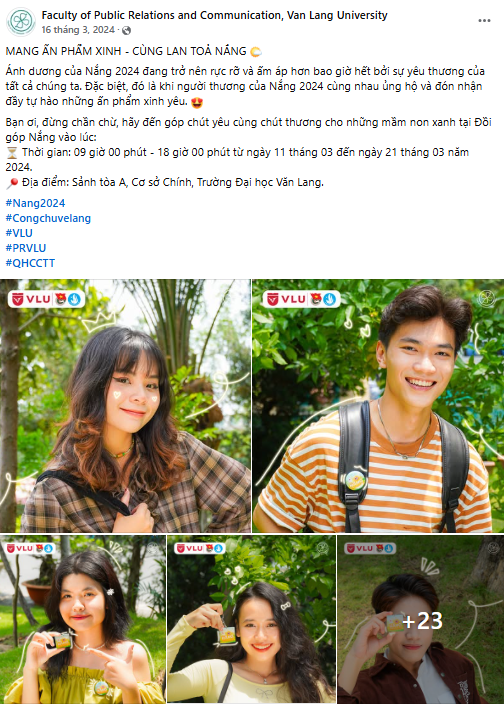 Faculty of Public Relations and Communication, Van Lang University
16 tháng 3, 2024 ·
MANG ẤN PHẨM XINH - CÙNG LAN TOẢ NẮNG
Ánh dương của Nắng 2024 đang trở nên rực rỡ và ấm áp hơn bao giờ hết bởi sự yêu thương của
tất cả chúng ta. Đặc biệt, đó là khi người thương của Nắng 2024 cùng nhau ủng hộ và đón nhận
đầy tự hào những ấn phẩm xinh yêu.
Bạn ơi, đừng chần chừ, hãy đến góp chút yêu cùng chút thương cho những mầm non xanh tại Đồi
góp Nắng vào lúc:
Thời gian: 09 giờ 00 phút - 18 giờ 00 phút từ ngày 11 tháng 03 đến ngày 21 tháng 03 năm
2024.
Địa điểm: Sảnh tòa A, Cơ sở Chính, Trường Đại học Văn Lang.
#Nang2024
#Congchuvelang
#VLU
#PRVLU
#QHCCTT
VLU
VLU
VLU
VLU
VLU
+23